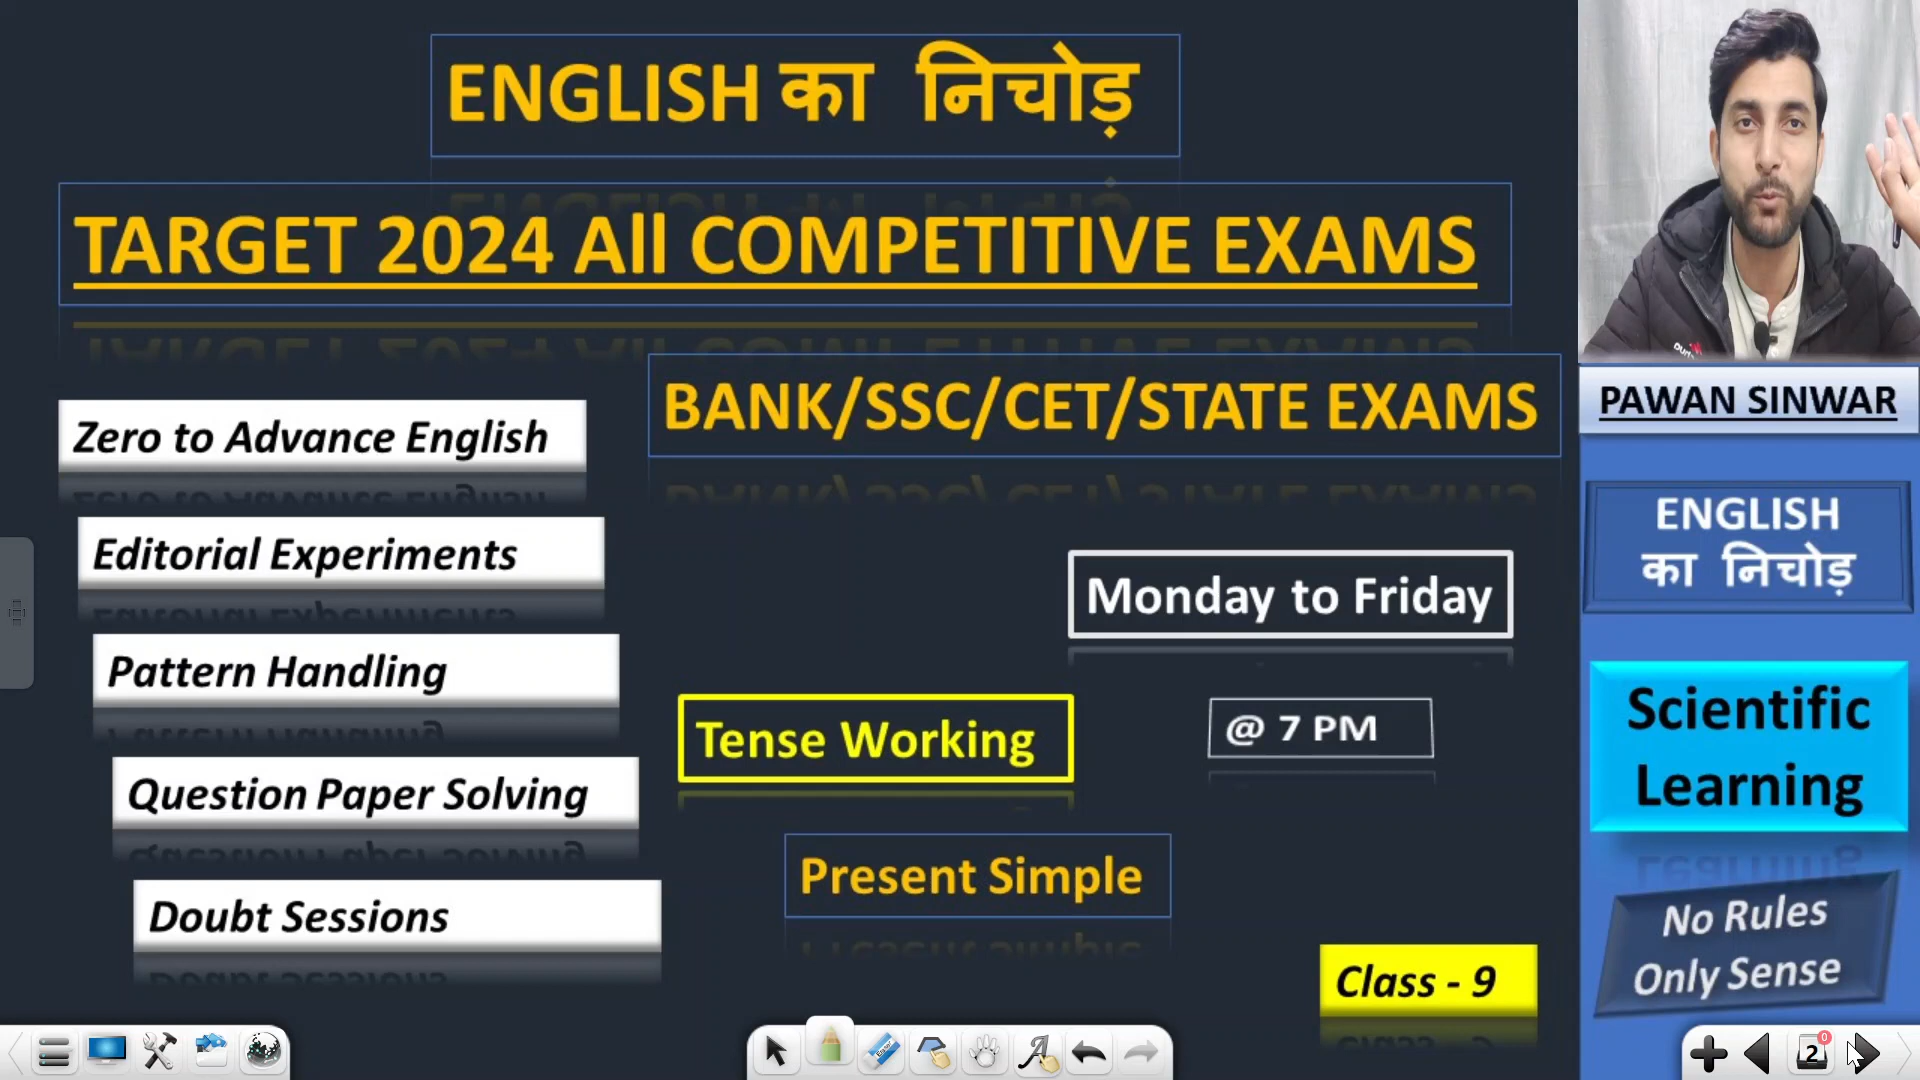 ENGLISH का निचोड़
TARGET 2024 All COMPETITIVE EXAMS
BANK/SSC/CET/STATE EXAMS
Zero to Advance English
Editorial Experiments
Pattern Handling
Question Paper Solving
Doubt Sessions
Monday to Friday
@ 7 PM
Tense Working
Present Simple
Class - 9
PAWAN SINWAR
ENGLISH
का निचोड़
Scientific
Learning
No Rules
Only Sense
2
0